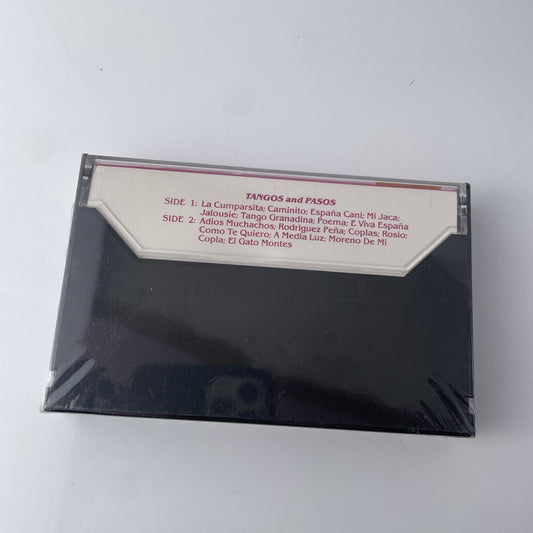 TANGOS and PASOS
SIDE 1: La Cumparsita; Caminito; España Cani; Mi Jaca;
Jalousie; Tango Granadina; Poema; E Viva España
SIDE 2: Adios Muchachos; Rodriguez Peña; Coplas; Rosio;
Como Te Quiero; A Media Luz; Moreno De Mi
Copla; El Gato Montes